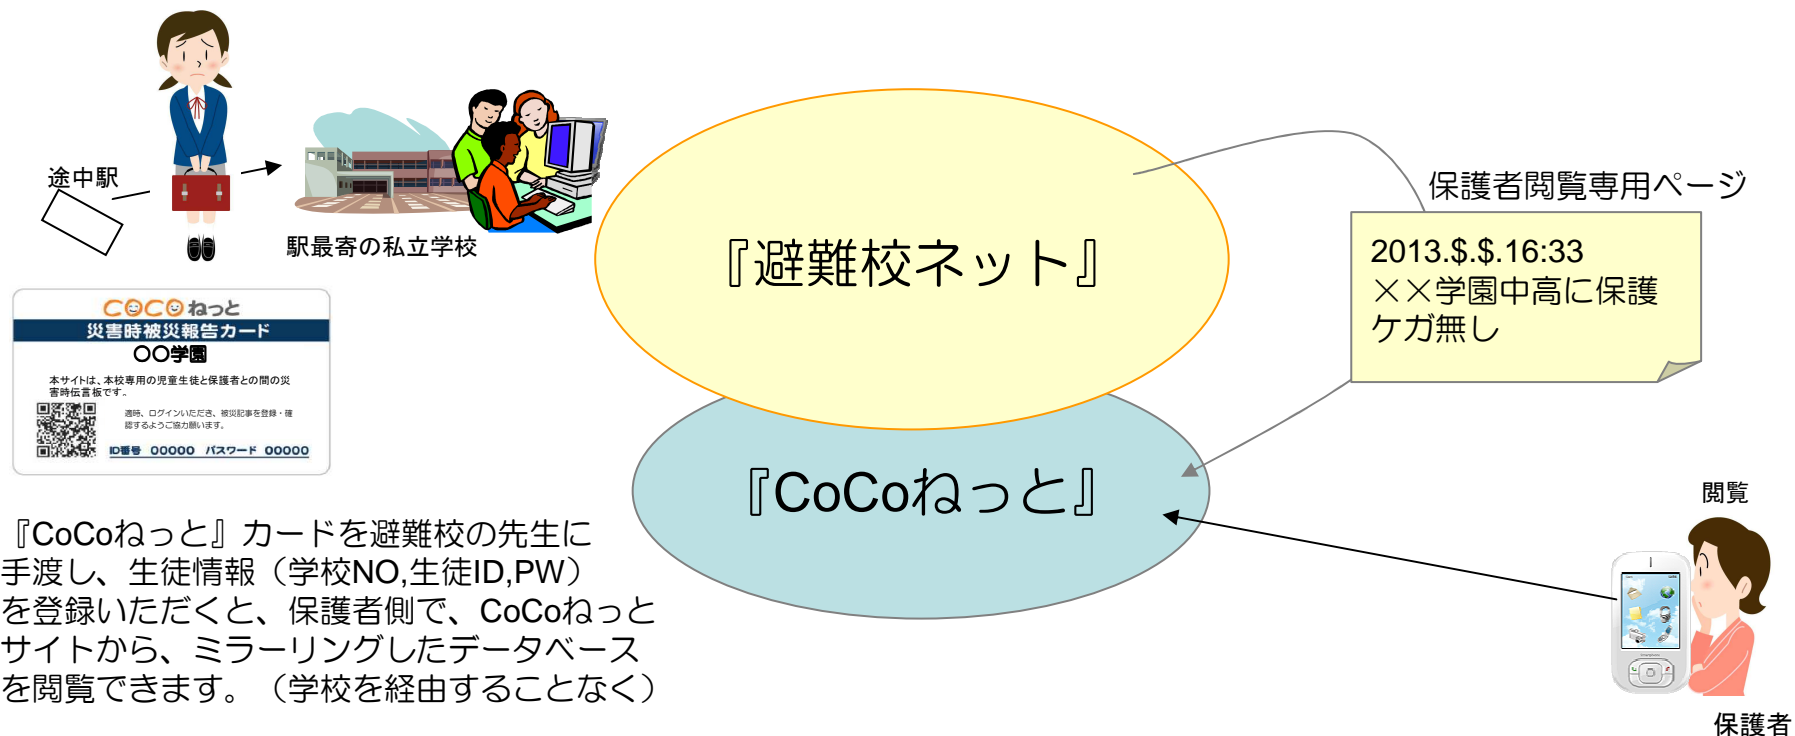 途中駅
駅最寄の私立学校
COCOねっと
災害時被災報告カード
〇〇学園
本サイトは、本校専用の児童生徒と保護者との間の災
害時伝言板です。
適時、ログインいただき、被災記事を登録・確
認するようご協力願います。
ID番号 00000 パスワード 00000
『避難校ネット』
『CoCoねっと』
保護者閲覧専用ページ
2013.$.$.16:33
××学園中高に保護
ケガ無し
閲覧
保護者
『CoCoねっと』カードを避難校の先生に
手渡し、生徒情報（学校NO,生徒ID,PW）
を登録いただくと、保護者側で、CoCoねっと
サイトから、ミラーリングしたデータベース
を閲覧できます。（学校を経由することなく）